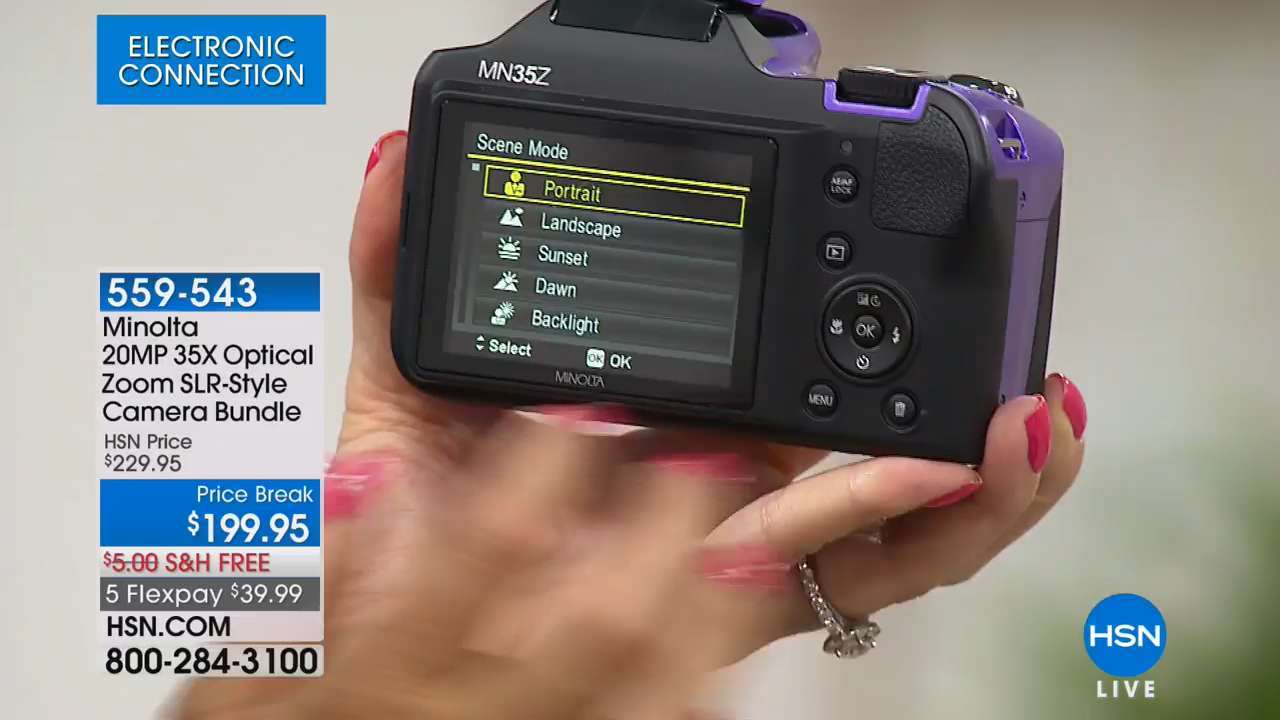 ELECTRONIC
CONNECTION
MN35Z
Scene Mode
Portrait
Landscape
Sunset
Dawn
Backlight
Select
OK OK
MINOLTA
AE/AF
LOCK
OK
MENU
559-543
Minolta
20MP 35X Optical
Zoom SLR-Style
Camera Bundle
HSN Price
$229.95
Price Break
$199.95
$5.00 S&H FREE
5 Flexpay $39.99
HSN.COM
800-284-3100
HSN
LIVE